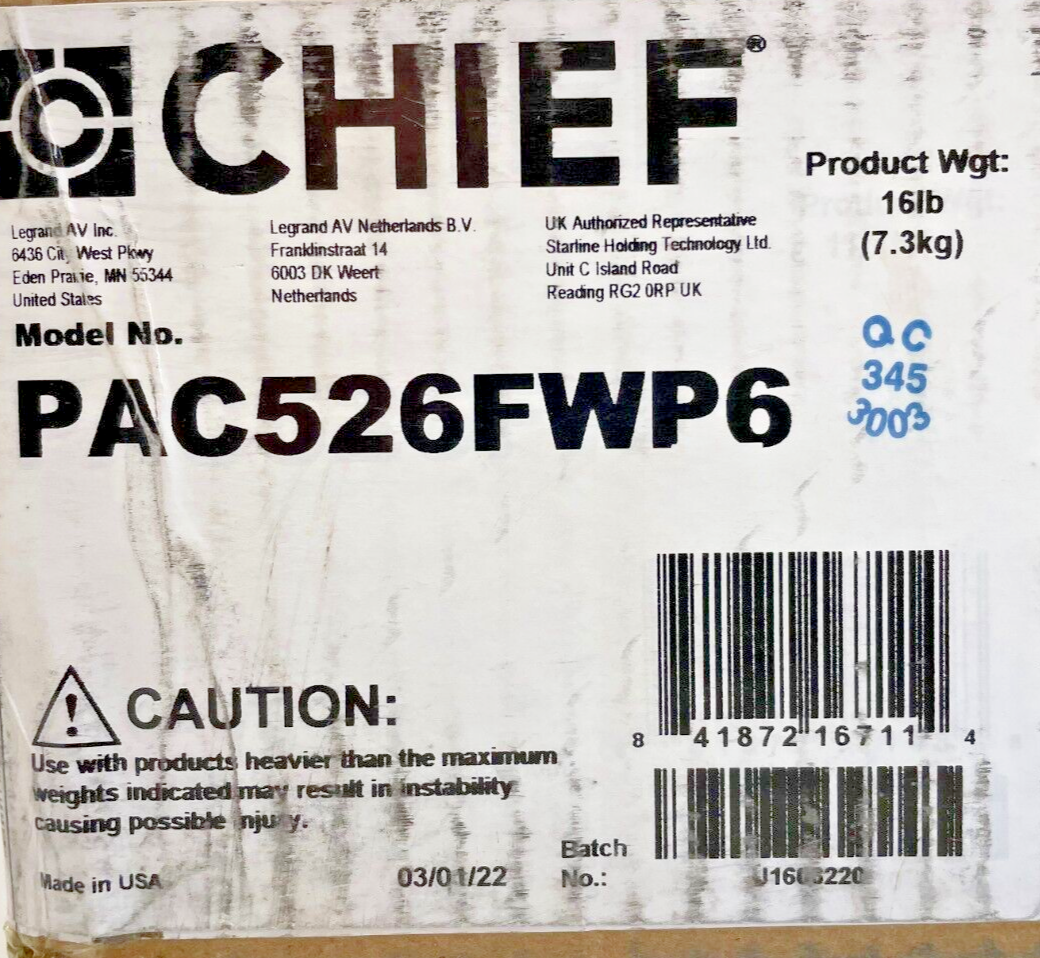 CHIEF®
Product Wgt:
16lb
(7.3kg)
Legrand AV Inc.
6436 City West Pkwy
Eden Prairie, MN 55344
United States
Legrand AV Netherlands B.V.
Franklinstraat 14
6003 DK Weert
Netherlands
UK Authorized Representative
Starline Holding Technology Ltd.
Unit C Island Road
Reading RG2 0RP UK
Model No.
PAC526FWP6
QC
345
3003
CAUTION:
Use with products heavier than the maximum
weights indicated may result in instability
causing possible injury.
8 41872 16711 4
Batch
No.:
Made in USA
03/01/22